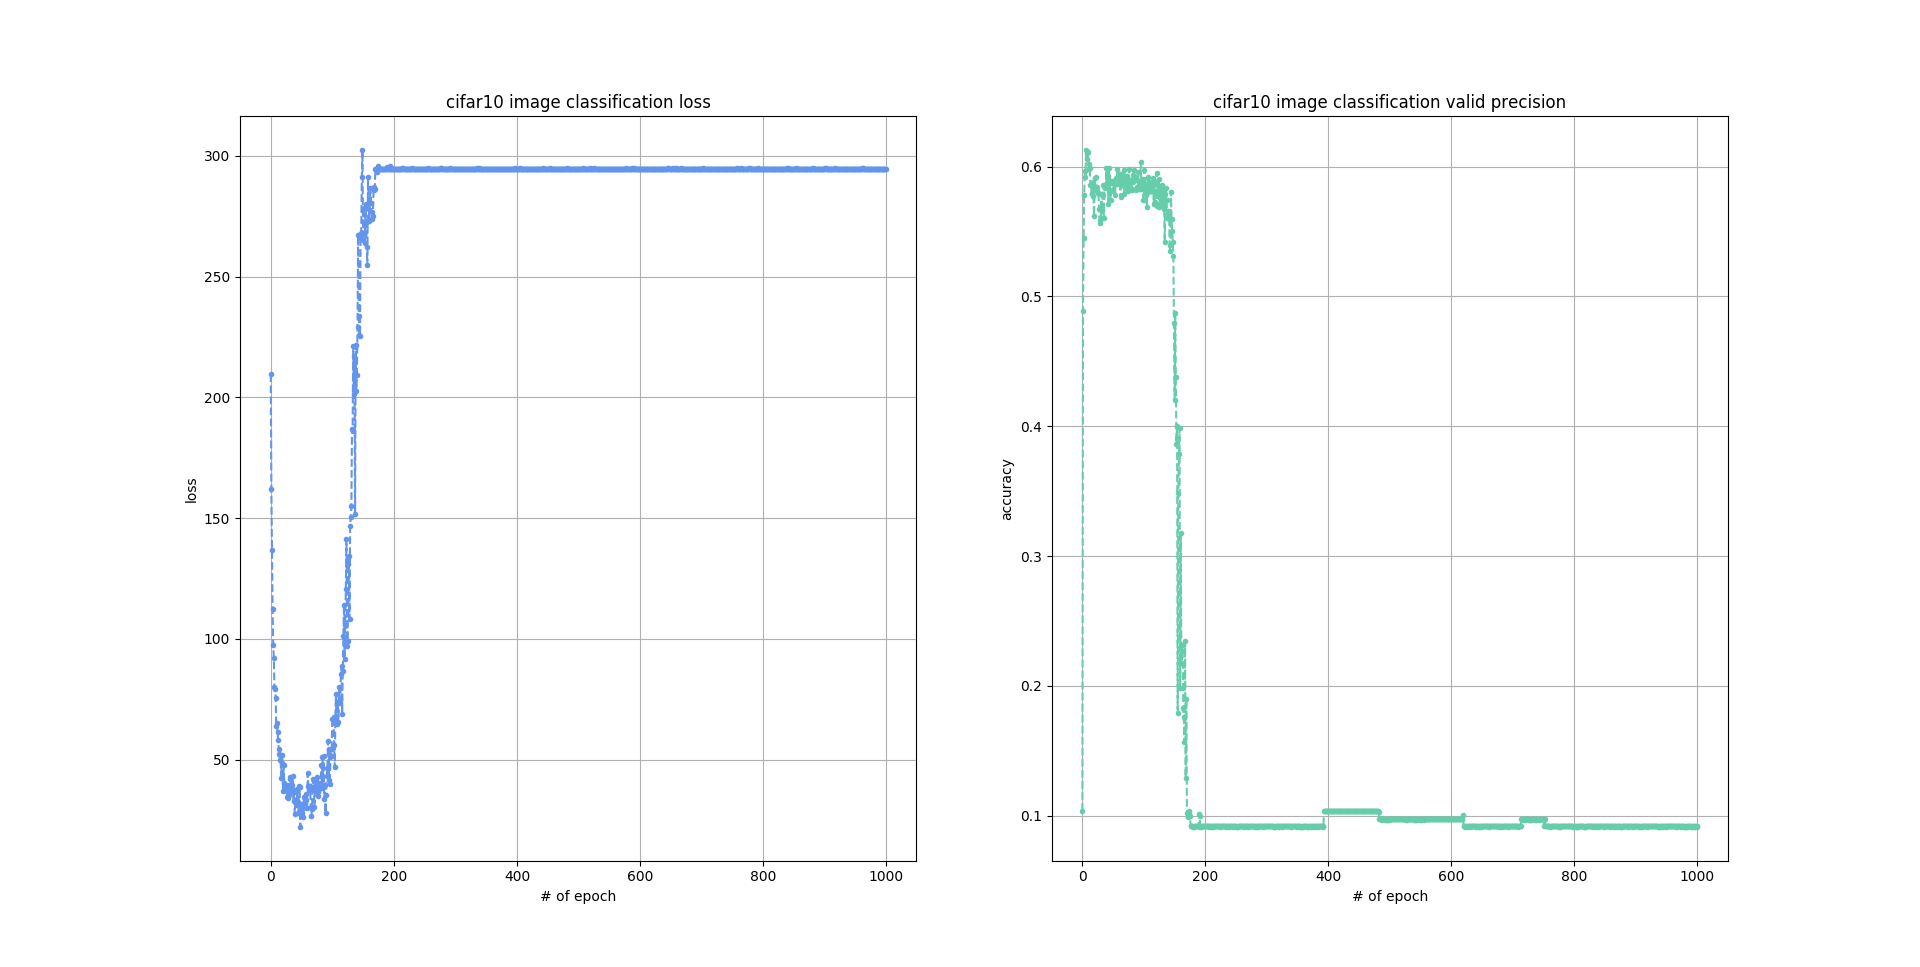 cifar10 image classification loss
300
250
200
150
100
50
loss
0 200 400 600 800 1000
# of epoch
cifar10 image classification valid precision
0.6
0.5
0.4
0.3
0.2
0.1
accuracy
0 200 400 600 800 1000
# of epoch